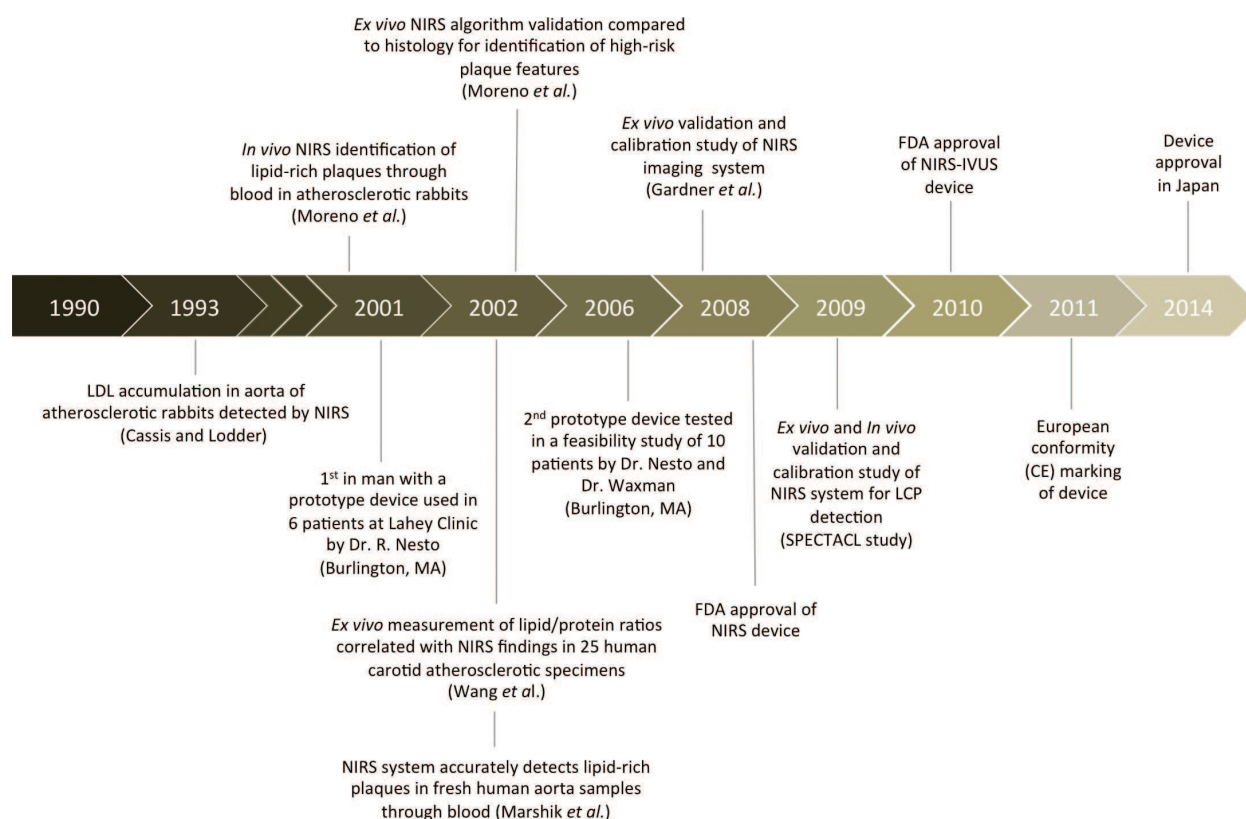 Ex vivo NIRS algorithm validation compared
to histology for identification of high-risk
plaque features
(Moreno et al.)
In vivo NIRS identification of
lipid-rich plaques through
blood in atherosclerotic rabbits
(Moreno et al.)
Ex vivo validation and
calibration study of NIRS
imaging system
(Gardner et al.)
FDA approval
of NIRS-IVUS
device
Device
approval
in Japan
1990 1993 2001 2002 2006 2008 2009 2010 2011 2014
LDL accumulation in aorta of
atherosclerotic rabbits detected by NIRS
(Cassis and Lodder)
1st in man with a
prototype device used in
6 patients at Lahey Clinic
by Dr. R. Nesto
(Burlington, MA)
Ex vivo measurement of lipid/protein ratios
correlated with NIRS findings in 25 human
carotid atherosclerotic specimens
(Wang et al.)
NIRS system accurately detects lipid-rich
plaques in fresh human aorta samples
through blood (Marshik et al.)
2nd prototype device tested
in a feasibility study of 10
patients by Dr. Nesto and
Dr. Waxman
(Burlington, MA)
FDA approval of
NIRS device
Ex vivo and In vivo
validation and
calibration study of
NIRS system for LCP
detection
(SPECTACL study)
European
conformity
(CE) marking
of device